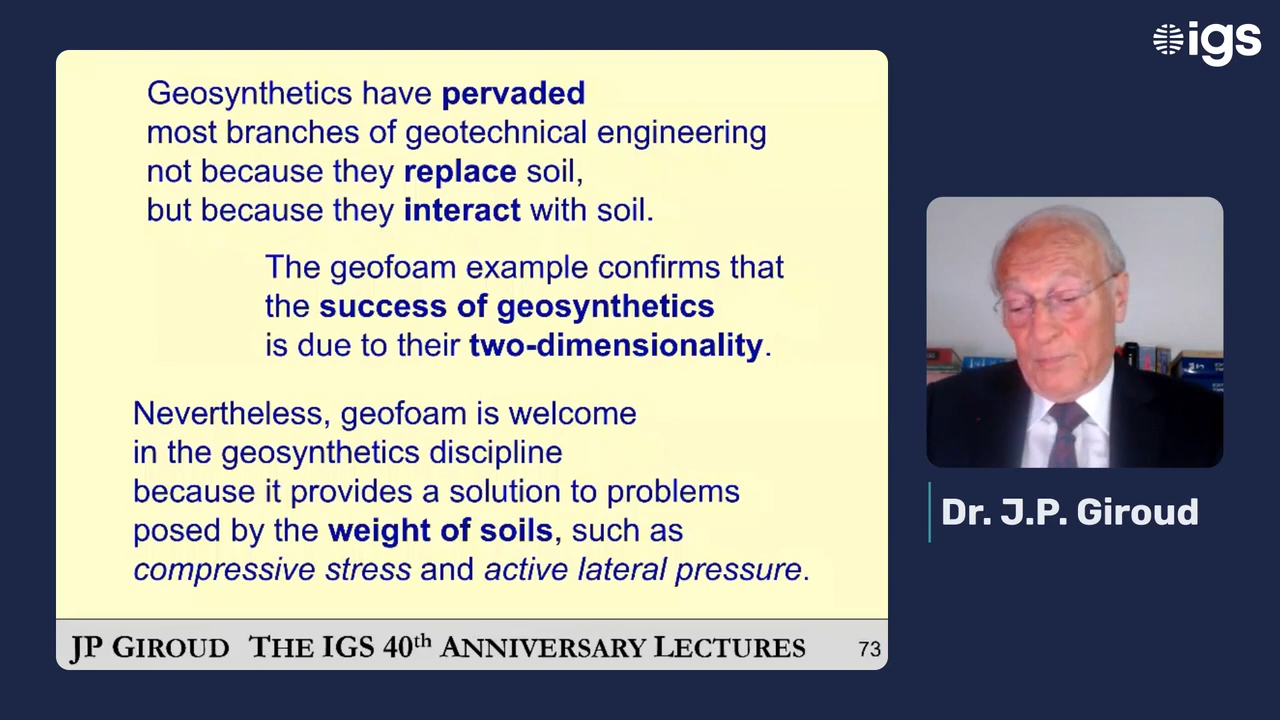 igs
Geosynthetics have pervaded
most branches of geotechnical engineering
not because they replace soil,
but because they interact with soil.
The geofoam example confirms that
the success of geosynthetics
is due to their two-dimensionality.
Nevertheless, geofoam is welcome
in the geosynthetics discipline
because it provides a solution to problems
posed by the weight of soils, such as
compressive stress and active lateral pressure.
JP GIROUD THE IGS 40th ANNIVERSARY LECTURES 73
Dr. J.P. Giroud